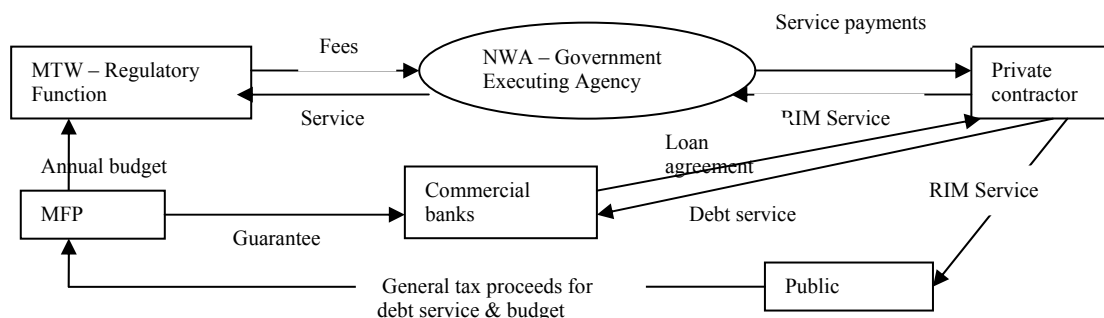 Service payments
Fees
MTW – Regulatory
Function
NWA – Government
Executing Agency
Private
contractor
Service
RIM Service
Loan
agreement
Annual budget
MFP
Commercial
banks
Debt service
RIM Service
Guarantee
General tax proceeds for
debt service & budget
Public